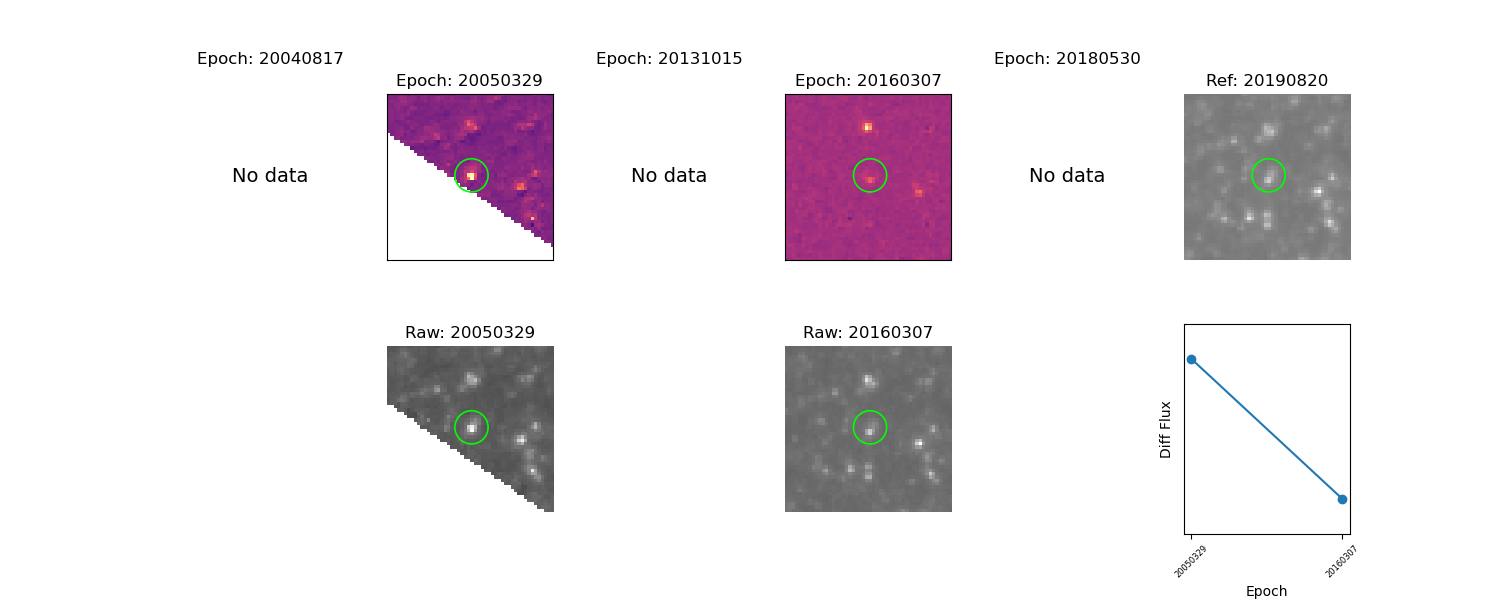 Epoch: 20040817
Epoch: 20131015
Epoch: 20180530
Epoch: 20050329
Epoch: 20160307
Ref: 20190820
No data
No data
No data
Raw: 20050329
Raw: 20160307
Diff Flux
20050329
20160307
Epoch